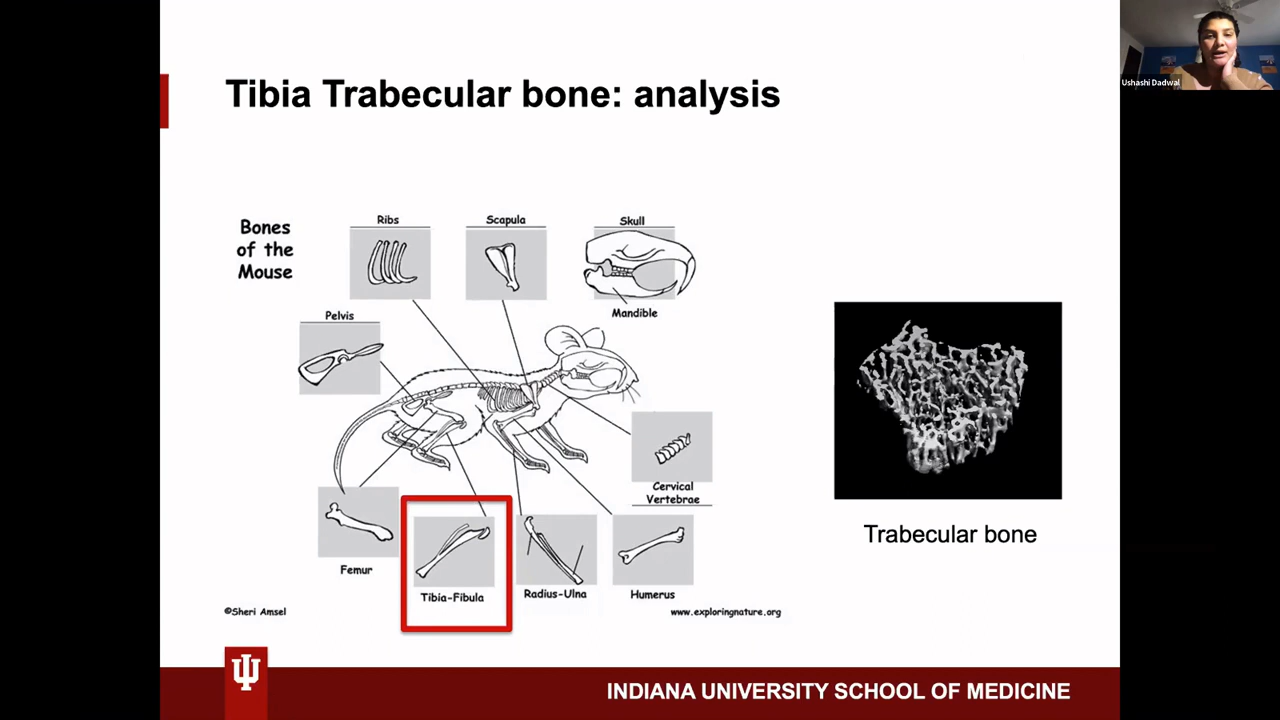 Ushashi Dadwal
Tibia Trabecular bone: analysis
Bones
of the
Mouse
Ribs
Scapula
Skull
Mandible
Pelvis
Cervical
Vertebrae
Femur
Tibia-Fibula
Radius-Ulna
Humerus
©Sheri Amsel
www.exploringnature.org
Trabecular bone
INDIANA UNIVERSITY SCHOOL OF MEDICINE